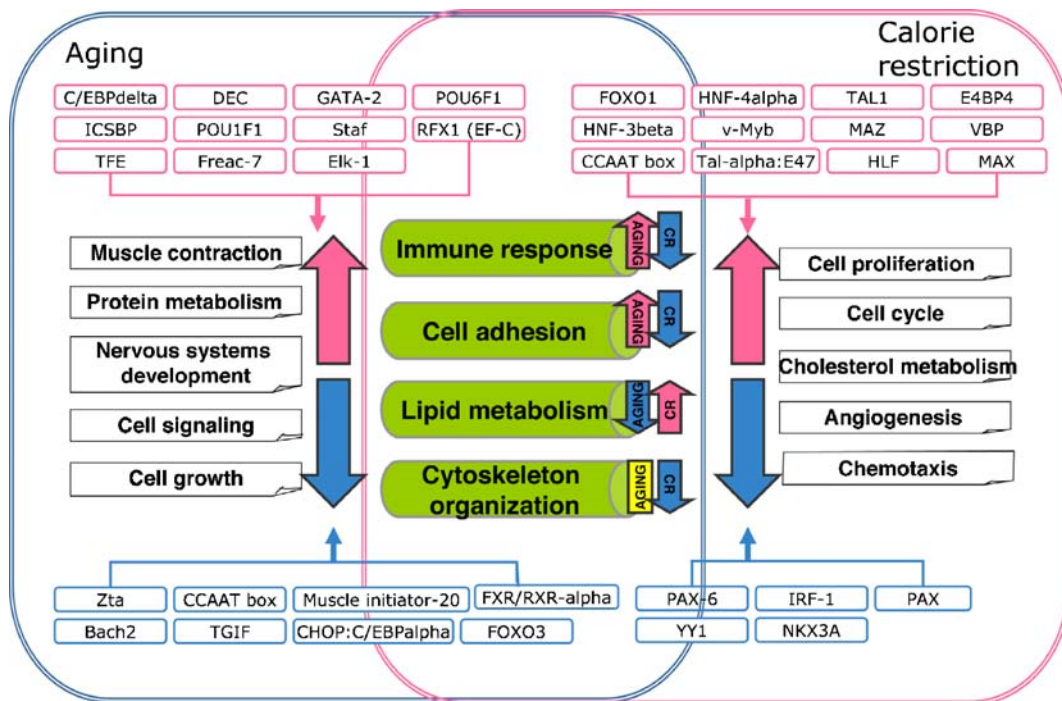 Aging
Calorie
restriction
C/EBPdelta
DEC
GATA-2
POU6F1
ICSBP
POU1F1
Staf
RFX1 (EF-C)
TFE
Freac-7
Elk-1
FOXO1
HNF-4alpha
TAL1
E4BP4
HNF-3beta
v-Myb
MAZ
VBP
CCAAT box
Tal-alpha:E47
HLF
MAX
Muscle contraction
Protein metabolism
Nervous systems
development
Cell signaling
Cell growth
Immune response
AGING
CR
Cell adhesion
AGING
CR
Lipid metabolism
AGING
CR
Cytoskeleton
organization
AGING
CR
Cell proliferation
Cell cycle
Cholesterol metabolism
Angiogenesis
Chemotaxis
Zta
CCAAT box
Muscle initiator-20
FXR/RXR-alpha
Bach2
TGIF
CHOP:C/EBPalpha
FOXO3
PAX-6
IRF-1
PAX
YY1
NKX3A